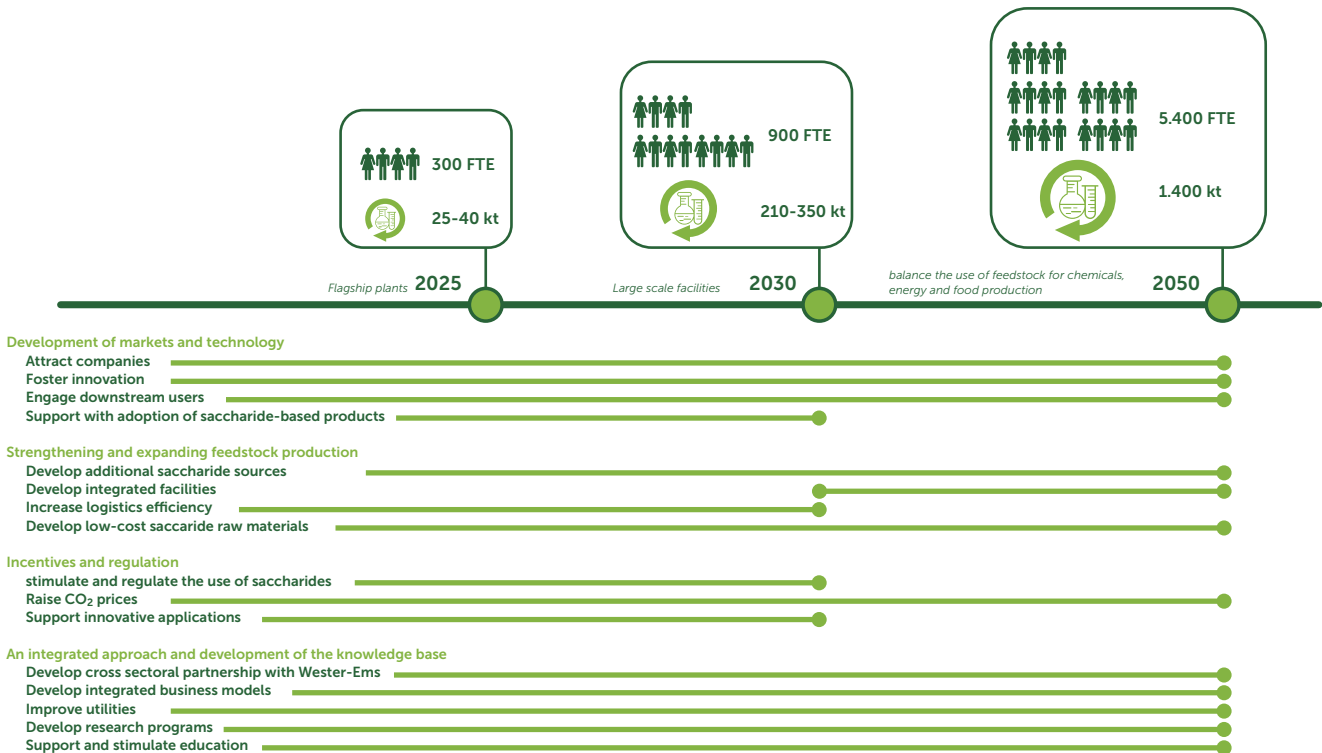 300 FTE
25-40 kt
900 FTE
210-350 kt
5.400 FTE
1.400 kt
Flagship plants 2025
Large scale facilities 2030
balance the use of feedstock for chemicals,
energy and food production
2050
Development of markets and technology
Attract companies
Foster innovation
Engage downstream users
Support with adoption of saccharide-based products
Strengthening and expanding feedstock production
Develop additional saccharide sources
Develop integrated facilities
Increase logistics efficiency
Develop low-cost saccaride raw materials
Incentives and regulation
stimulate and regulate the use of saccharides
Raise CO₂ prices
Support innovative applications
An integrated approach and development of the knowledge base
Develop cross sectoral partnership with Wester-Ems
Develop integrated business models
Improve utilities
Develop research programs
Support and stimulate education